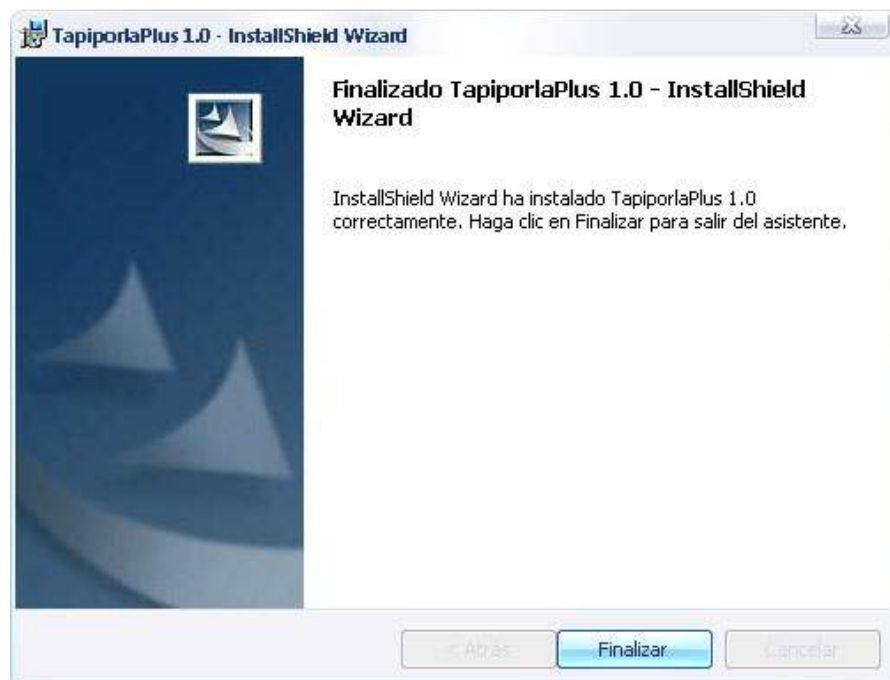 TapiporlaPlus 1.0 - InstallShield Wizard
Finalizado TapiporlaPlus 1.0 - InstallShield
Wizard
InstallShield Wizard ha instalado TapiporlaPlus 1.0
correctamente. Haga clic en Finalizar para salir del asistente.
< Atrás Finalizar Cancelar